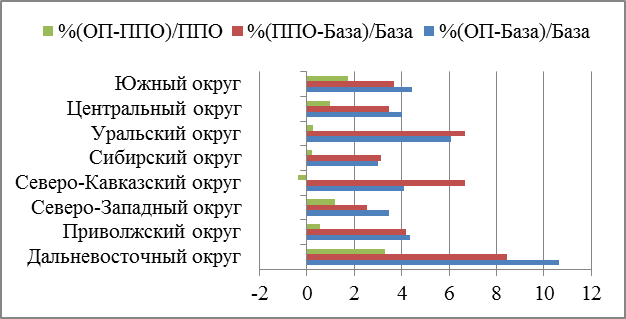 %(ОП-ППО)/ППО %(ППО-База)/База %(ОП-База)/База
Южный округ
Центральный округ
Уральский округ
Сибирский округ
Северо-Кавказский округ
Северо-Западный округ
Приволжский округ
Дальневосточный округ
-2 0 2 4 6 8 10 12